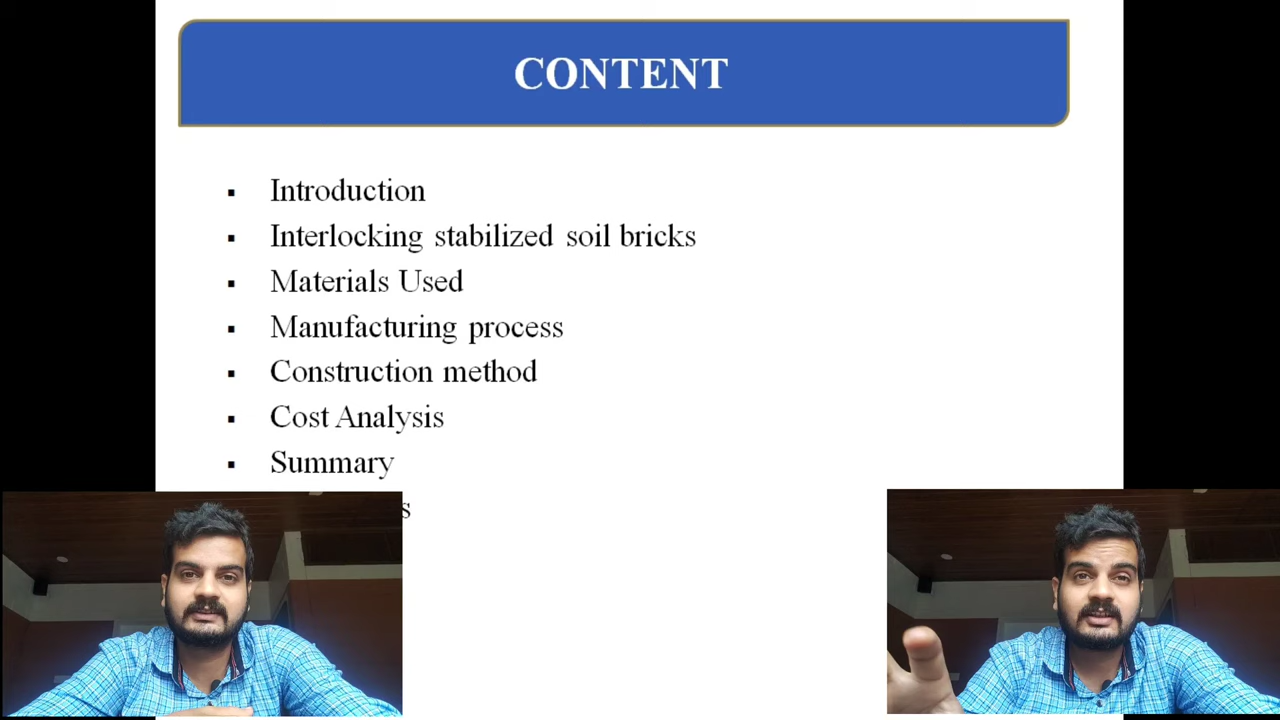 CONTENT
Introduction
Interlocking stabilized soil bricks
Materials Used
Manufacturing process
Construction method
Cost Analysis
Summary